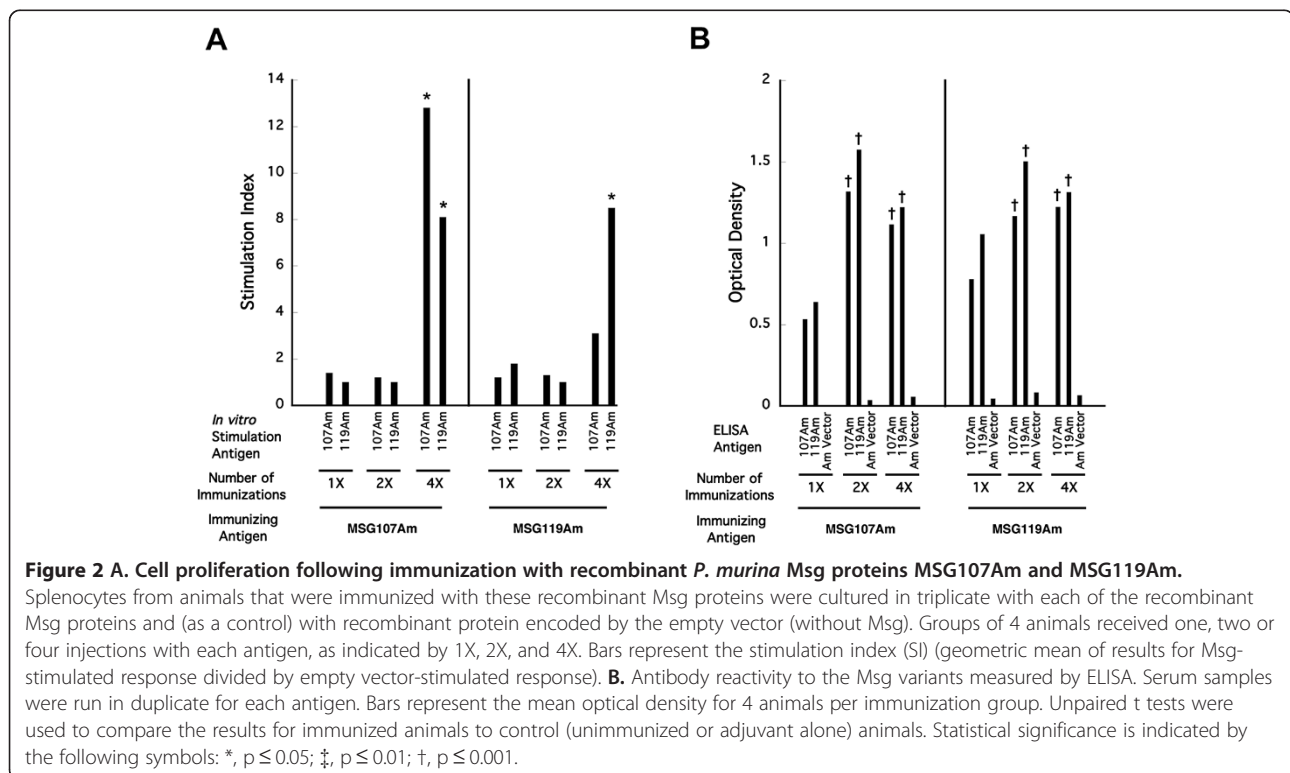 A
B
14
12
10
8
6
4
2
0
Stimulation Index
* * *
In vitro
Stimulation
Antigen
107Am 119Am 107Am 119Am 107Am 119Am 107Am 119Am 107Am 119Am 107Am 119Am
Number of
Immunizations
1X 2X 4X 1X 2X 4X
Immunizing
Antigen
MSG107Am MSG119Am
2
1.5
1
0.5
0
Optical Density
† † † † † † † †
ELISA
Antigen
107Am 119Am Am Vector 107Am 119Am Am Vector 107Am 119Am Am Vector 107Am 119Am Am Vector 107Am 119Am Am Vector 107Am 119Am Am Vector
Number of
Immunizations
1X 2X 4X 1X 2X 4X
Immunizing
Antigen
MSG107Am MSG119Am
Figure 2 A. Cell proliferation following immunization with recombinant P. murina Msg proteins MSG107Am and MSG119Am.
Splenocytes from animals that were immunized with these recombinant Msg proteins were cultured in triplicate with each of the recombinant
Msg proteins and (as a control) with recombinant protein encoded by the empty vector (without Msg). Groups of 4 animals received one, two or
four injections with each antigen, as indicated by 1X, 2X, and 4X. Bars represent the stimulation index (SI) (geometric mean of results for Msg-
stimulated response divided by empty vector-stimulated response). B. Antibody reactivity to the Msg variants measured by ELISA. Serum samples
were run in duplicate for each antigen. Bars represent the mean optical density for 4 animals per immunization group. Unpaired t tests were
used to compare the results for immunized animals to control (unimmunized or adjuvant alone) animals. Statistical significance is indicated by
the following symbols: *, p ≤ 0.05; ‡, p ≤ 0.01; †, p ≤ 0.001.